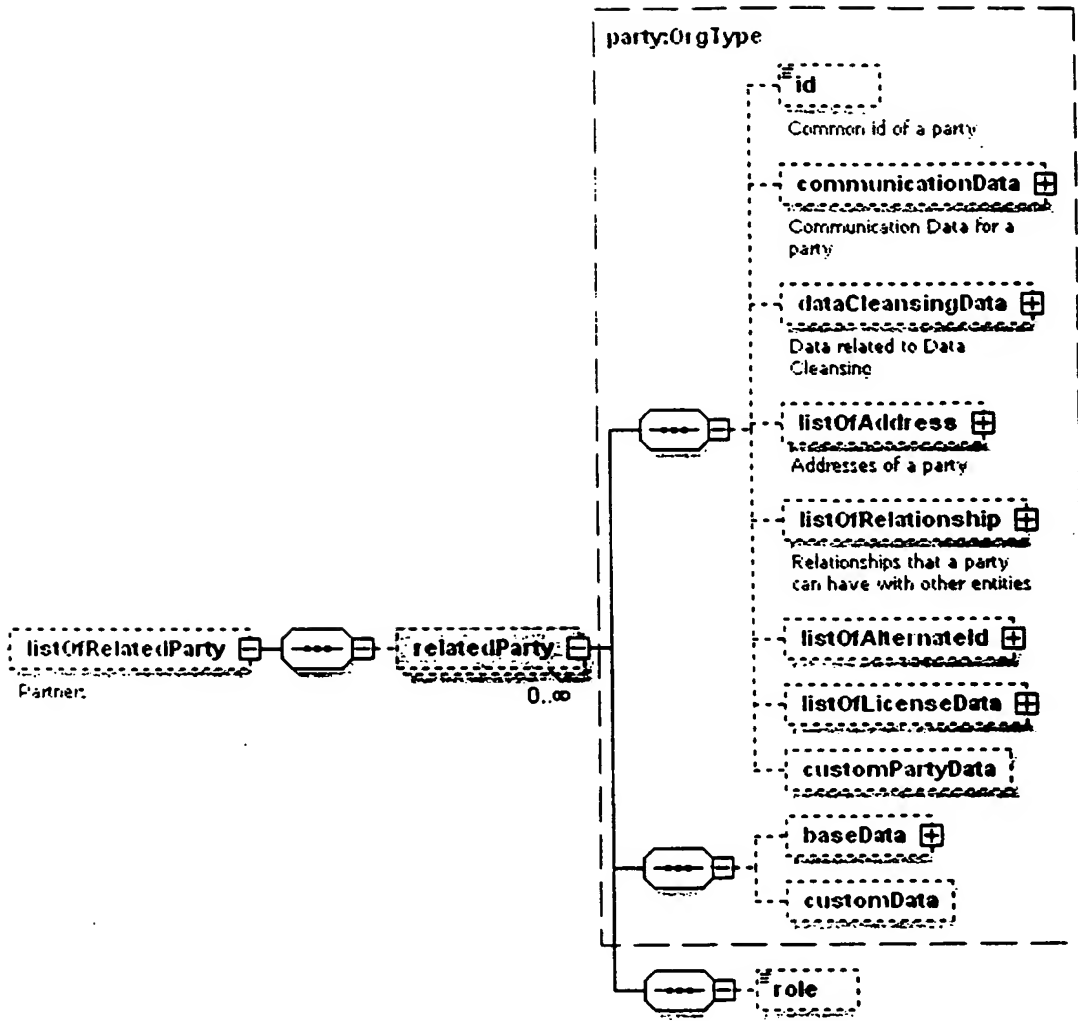 party:OrgType
id
Common id of a party
communicationData
Communication Data for a
party
dataCleansingData
Data related to Data
Cleansing
listOfAddress
Addresses of a party
listOfRelationship
Relationships that a party
can have with other entities
listOfRelatedParty
Partners
relatedParty
0..∞
listOfAlternateId
listOfLicenseData
customPartyData
baseData
customData
role